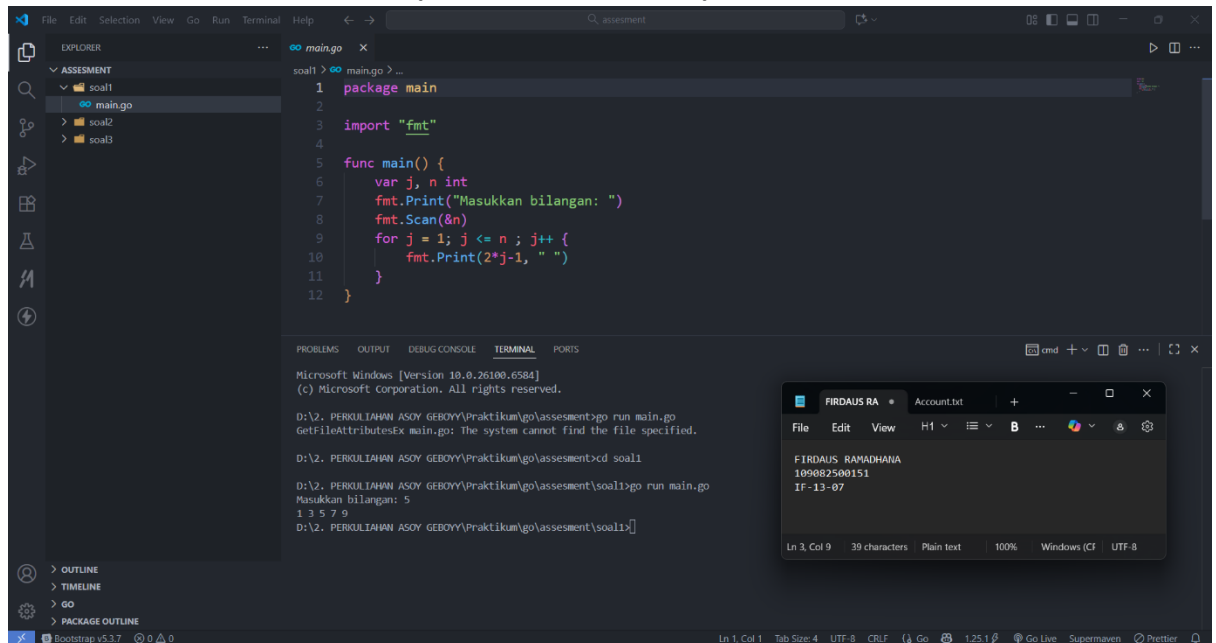 File Edit Selection View Go Run Terminal Help
assesment
EXPLORER
ASSESMENT
soal1
main.go
soal2
soal3
main.go
soal1 > main.go > ...
1 package main
2
3 import "fmt"
4
5 func main() {
6 var j, n int
7 fmt.Print("Masukkan bilangan: ")
8 fmt.Scan(&n)
9 for j = 1; j <= n ; j++ {
10 fmt.Print(2*j-1, " ")
11 }
12 }
PROBLEMS OUTPUT DEBUG CONSOLE TERMINAL PORTS
cmd
Microsoft Windows [Version 10.0.26100.6584]
(c) Microsoft Corporation. All rights reserved.
D:\2. PERKULIAHAN ASOY GEBOYY\Praktikum\go\assesment>go run main.go
GetFileAttributesEx main.go: The system cannot find the file specified.
D:\2. PERKULIAHAN ASOY GEBOYY\Praktikum\go\assesment>cd soal1
D:\2. PERKULIAHAN ASOY GEBOYY\Praktikum\go\assesment\soal1>go run main.go
Masukkan bilangan: 5
1 3 5 7 9
D:\2. PERKULIAHAN ASOY GEBOYY\Praktikum\go\assesment\soal1>
FIRDAUS RA Account.txt
File Edit View H1 B ...
FIRDAUS RAMADHANA
109082500151
IF-13-07
Ln 3, Col 9 39 characters Plain text 100% Windows (CF UTF-8
OUTLINE
TIMELINE
GO
PACKAGE OUTLINE
Bootstrap v5.3.7 0 0 Ln 1, Col 1 Tab Size: 4 UTF-8 CRLF Go 1.25.1 Go Live Supermaven Prettier